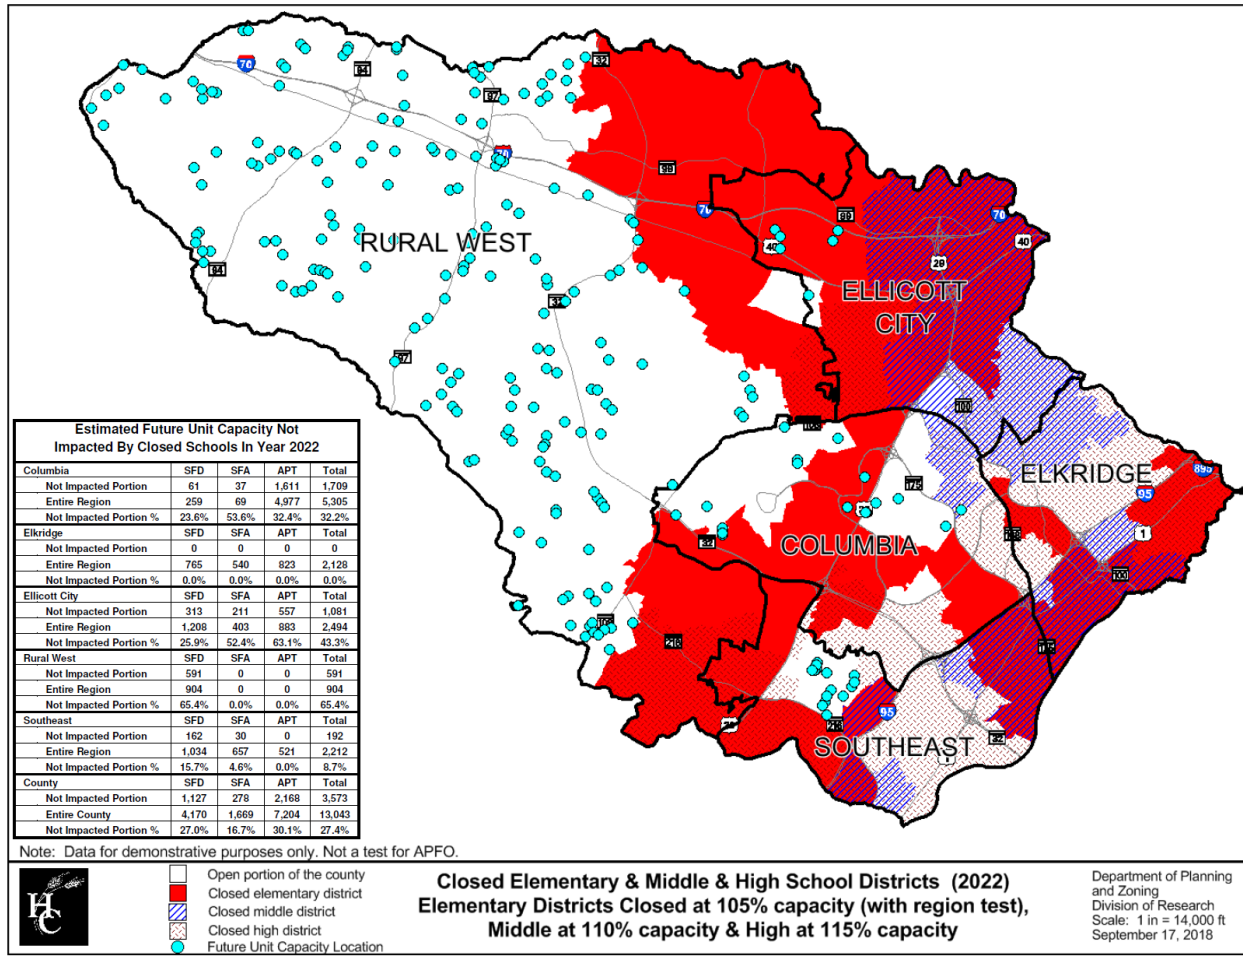 RURAL WEST
ELLICOTT
CITY
ELKRIDGE
COLUMBIA
SOUTHEAST
70
94
97
32
70
99
70
99
70
40
40
29
94
32
97
108
100
175
895
95
1
100
32
108
216
95
216
32
Estimated Future Unit Capacity Not
Impacted By Closed Schools In Year 2022
Columbia SFD SFA APT Total
Not Impacted Portion 61 37 1,611 1,709
Entire Region 259 69 4,977 5,305
Not Impacted Portion % 23.6% 53.6% 32.4% 32.2%
Elkridge SFD SFA APT Total
Not Impacted Portion 0 0 0 0
Entire Region 765 540 823 2,128
Not Impacted Portion % 0.0% 0.0% 0.0% 0.0%
Ellicott City SFD SFA APT Total
Not Impacted Portion 313 211 557 1,081
Entire Region 1,208 403 883 2,494
Not Impacted Portion % 25.9% 52.4% 63.1% 43.3%
Rural West SFD SFA APT Total
Not Impacted Portion 591 0 0 591
Entire Region 904 0 0 904
Not Impacted Portion % 65.4% 0.0% 0.0% 65.4%
Southeast SFD SFA APT Total
Not Impacted Portion 162 30 0 192
Entire Region 1,034 657 521 2,212
Not Impacted Portion % 15.7% 4.6% 0.0% 8.7%
County SFD SFA APT Total
Not Impacted Portion 1,127 278 2,168 3,573
Entire County 4,170 1,669 7,204 13,043
Not Impacted Portion % 27.0% 16.7% 30.1% 27.4%
Note: Data for demonstrative purposes only. Not a test for APFO.
HC
Open portion of the county
Closed elementary district
Closed middle district
Closed high district
Future Unit Capacity Location
Closed Elementary & Middle & High School Districts (2022)
Elementary Districts Closed at 105% capacity (with region test),
Middle at 110% capacity & High at 115% capacity
Department of Planning
and Zoning
Division of Research
Scale: 1 in = 14,000 ft
September 17, 2018